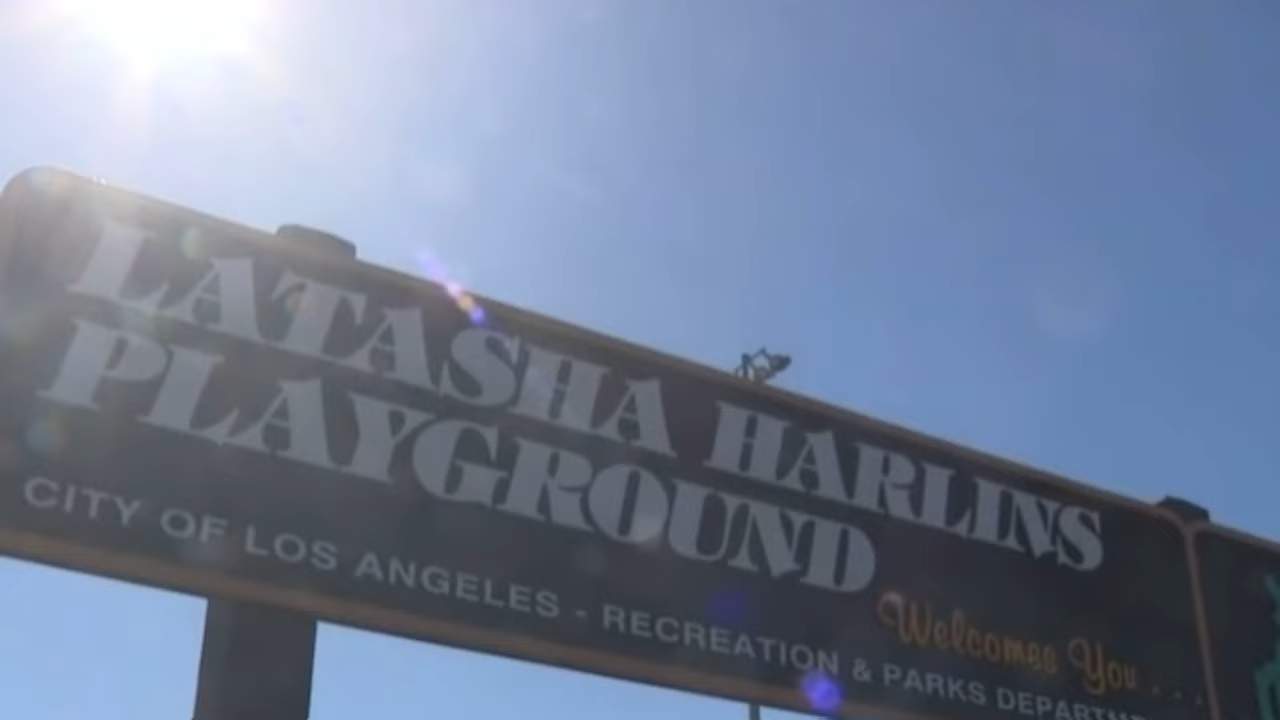 LATASHA HARLINS
PLAYGROUND
Welcomes You . . .
CITY OF LOS ANGELES - RECREATION & PARKS